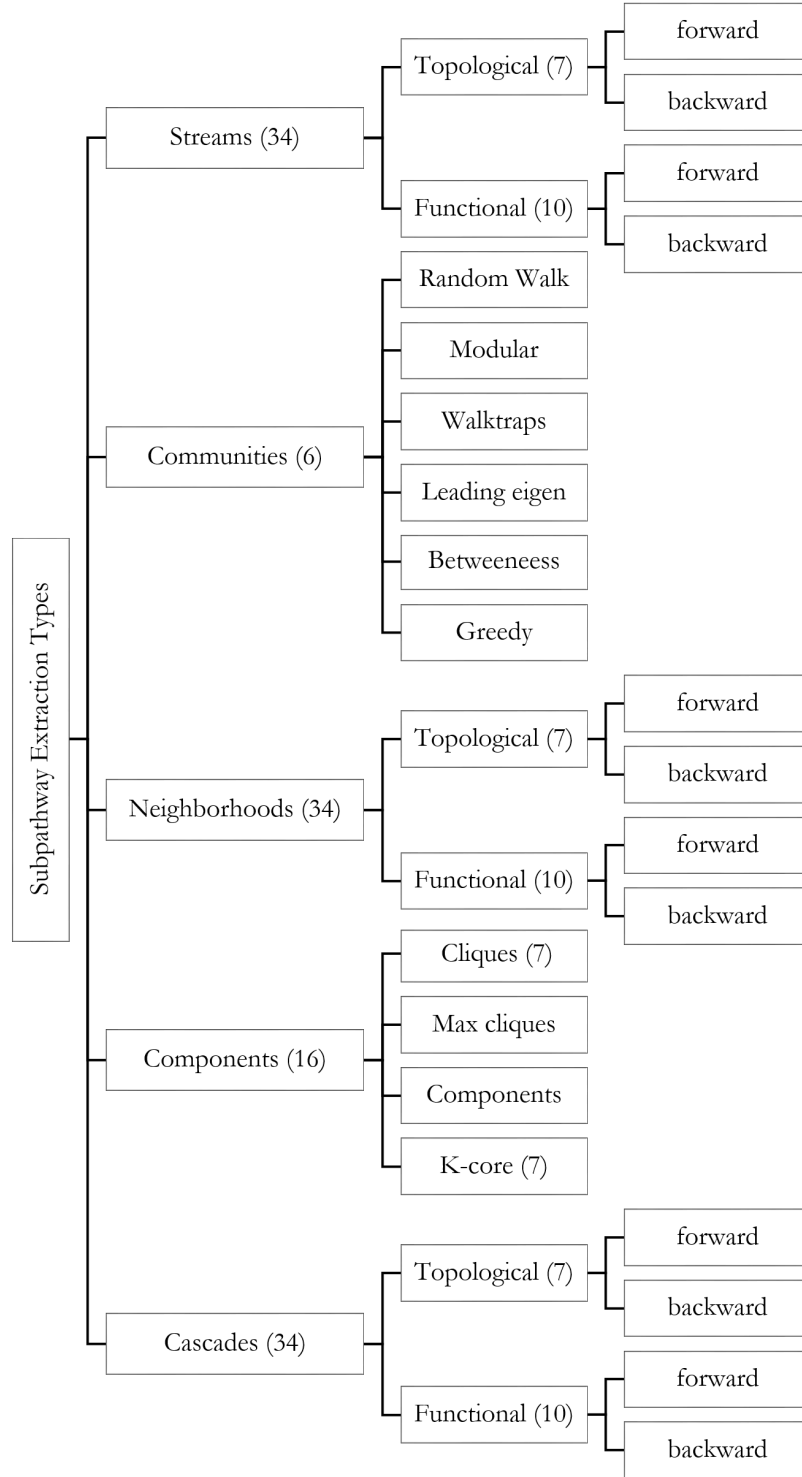 Subpathway Extraction Types
Streams (34)
Topological (7)
forward
backward
Functional (10)
forward
backward
Communities (6)
Random Walk
Modular
Walktraps
Leading eigen
Betweeneess
Greedy
Neighborhoods (34)
Topological (7)
forward
backward
Functional (10)
forward
backward
Components (16)
Cliques (7)
Max cliques
Components
K-core (7)
Cascades (34)
Topological (7)
forward
backward
Functional (10)
forward
backward